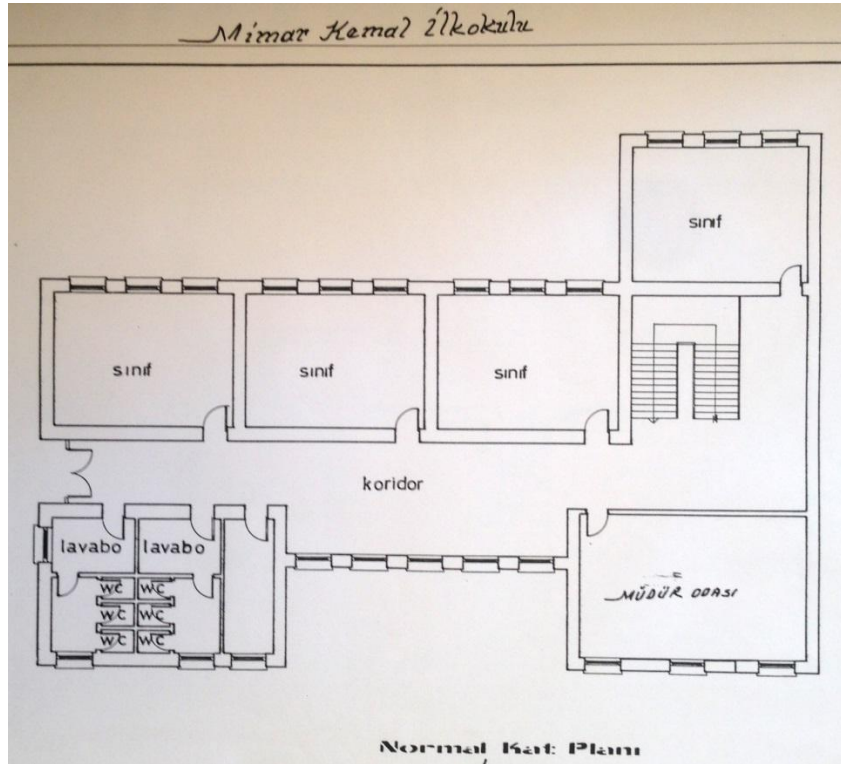 Mimar Kemal İlkokulu
sınıf
sınıf
sınıf
sınıf
koridor
lavabo
lavabo
WC
WC
WC
WC
WC
WC
MÜDÜR ODASI
Normal Kat Planı